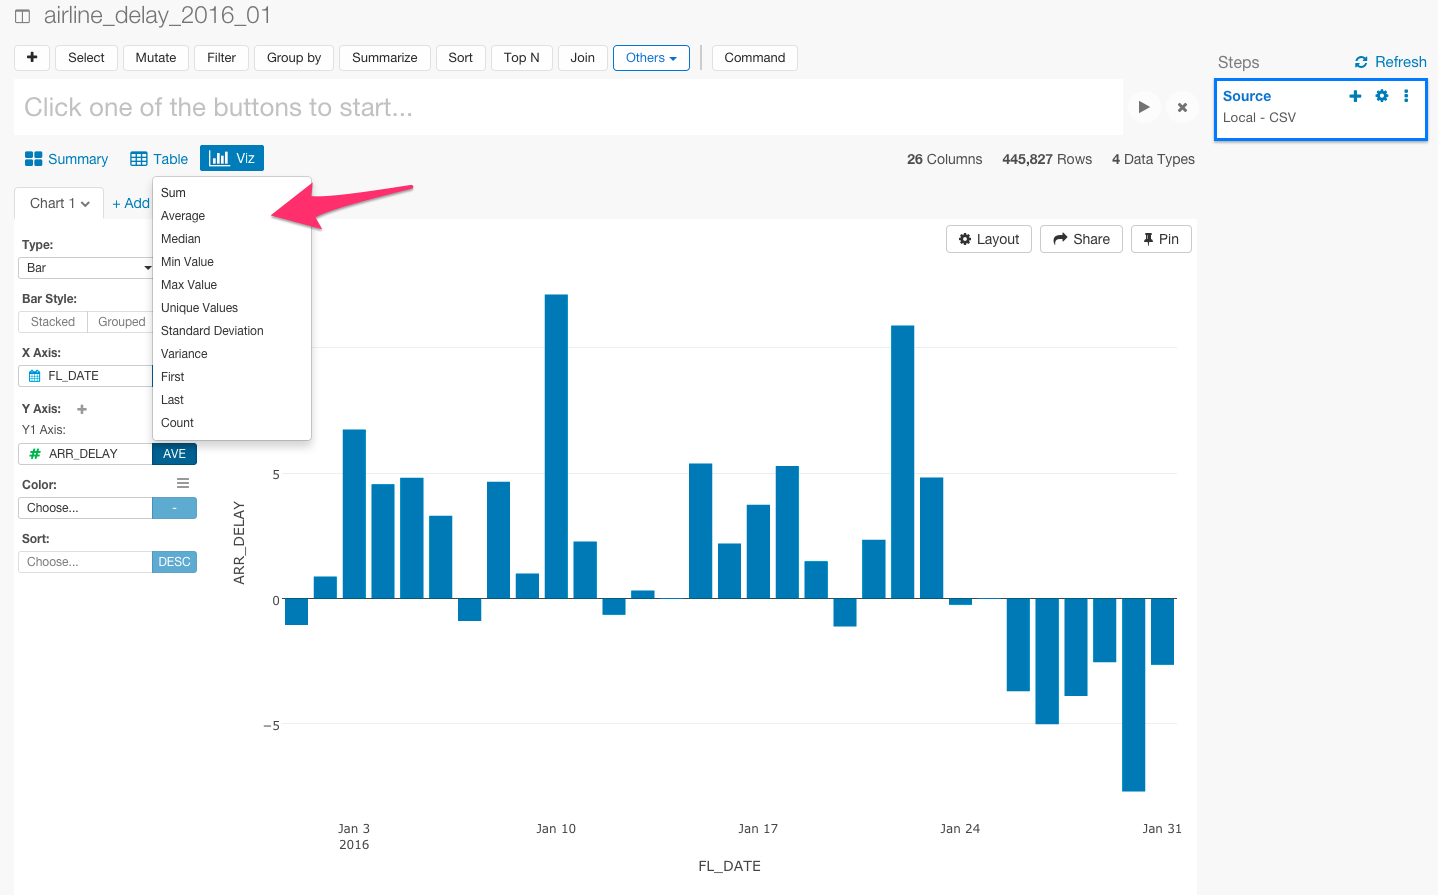 airline_delay_2016_01
+ Select Mutate Filter Group by Summarize Sort Top N Join Others Command
Click one of the buttons to start...
Steps Refresh
Source
Local - CSV
Summary Table Viz
26 Columns 445,827 Rows 4 Data Types
Chart 1 + Add
Sum
Average
Median
Min Value
Max Value
Unique Values
Standard Deviation
Variance
First
Last
Count
Layout Share Pin
Type:
Bar
Bar Style:
Stacked Grouped
X Axis:
FL_DATE
Y Axis: +
Y1 Axis:
# ARR_DELAY AVE
Color:
Choose... -
Sort:
Choose... DESC
5
0
−5
ARR_DELAY
Jan 3
2016
Jan 10
Jan 17
Jan 24
Jan 31
FL_DATE